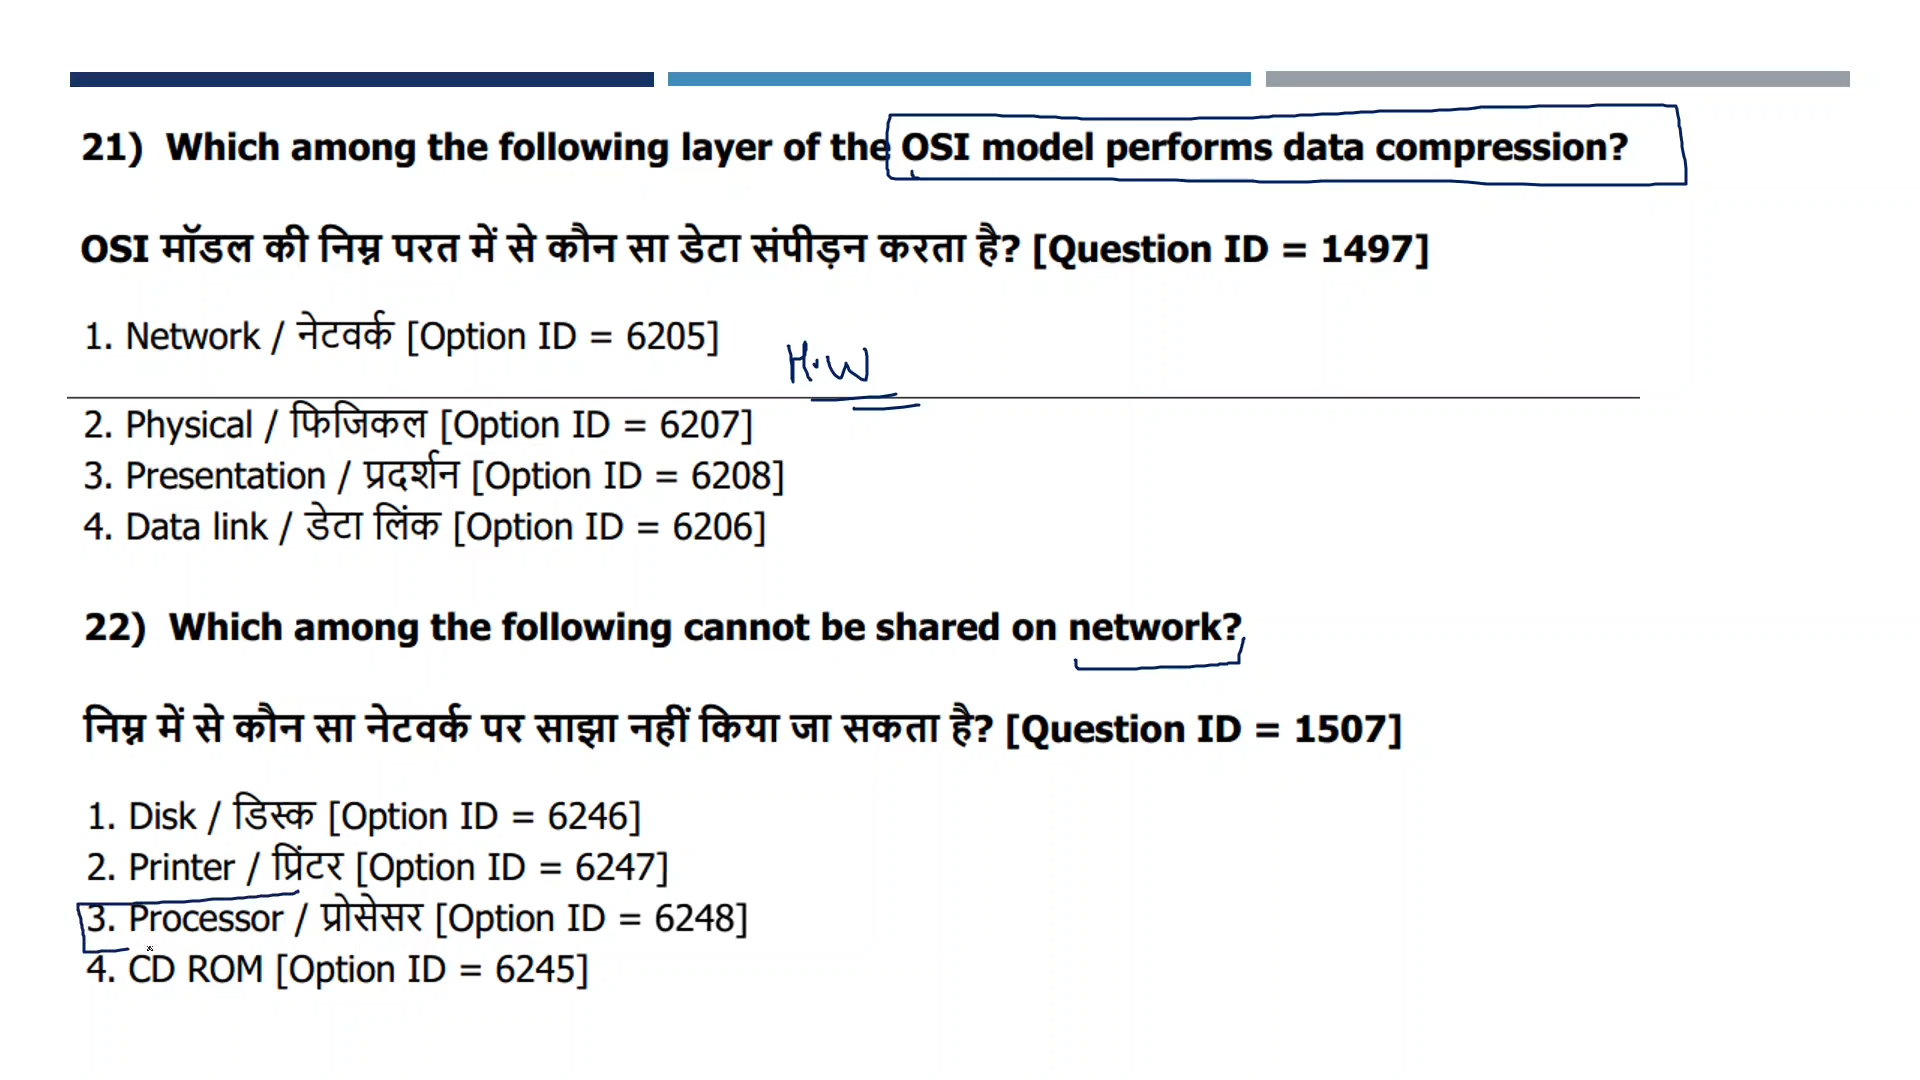 21) Which among the following layer of the OSI model performs data compression?
OSI मॉडल की निम्न परत में से कौन सा डेटा संपीड़न करता है? [Question ID = 1497]
1. Network / नेटवर्क [Option ID = 6205]
H.W
2. Physical / फिजिकल [Option ID = 6207]
3. Presentation / प्रदर्शन [Option ID = 6208]
4. Data link / डेटा लिंक [Option ID = 6206]
22) Which among the following cannot be shared on network?
निम्न में से कौन सा नेटवर्क पर साझा नहीं किया जा सकता है? [Question ID = 1507]
1. Disk / डिस्क [Option ID = 6246]
2. Printer / प्रिंटर [Option ID = 6247]
3. Processor / प्रोसेसर [Option ID = 6248]
4. CD ROM [Option ID = 6245]